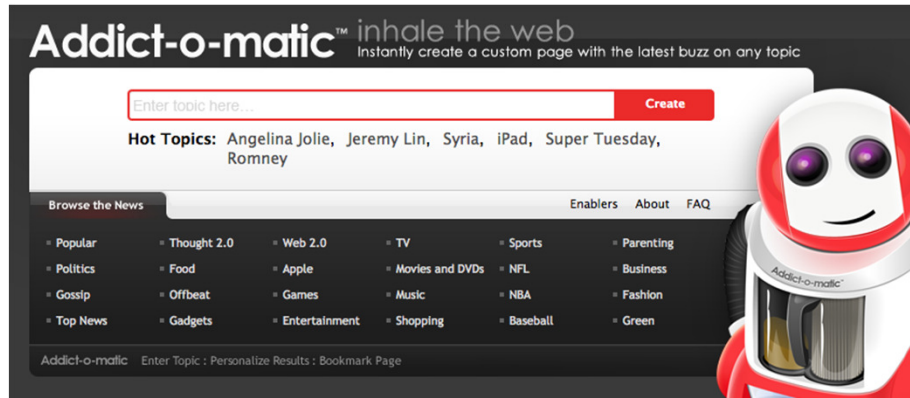 Addict-o-matic™ inhale the web
Instantly create a custom page with the latest buzz on any topic
Enter topic here...
Create
Hot Topics: Angelina Jolie, Jeremy Lin, Syria, iPad, Super Tuesday,
Romney
Browse the News
Enablers About FAQ
Popular Thought 2.0 Web 2.0 TV Sports Parenting
Politics Food Apple Movies and DVDs NFL Business
Gossip Offbeat Games Music NBA Fashion
Top News Gadgets Entertainment Shopping Baseball Green
Addict-o-matic™
Addict-o-matic Enter Topic : Personalize Results : Bookmark Page